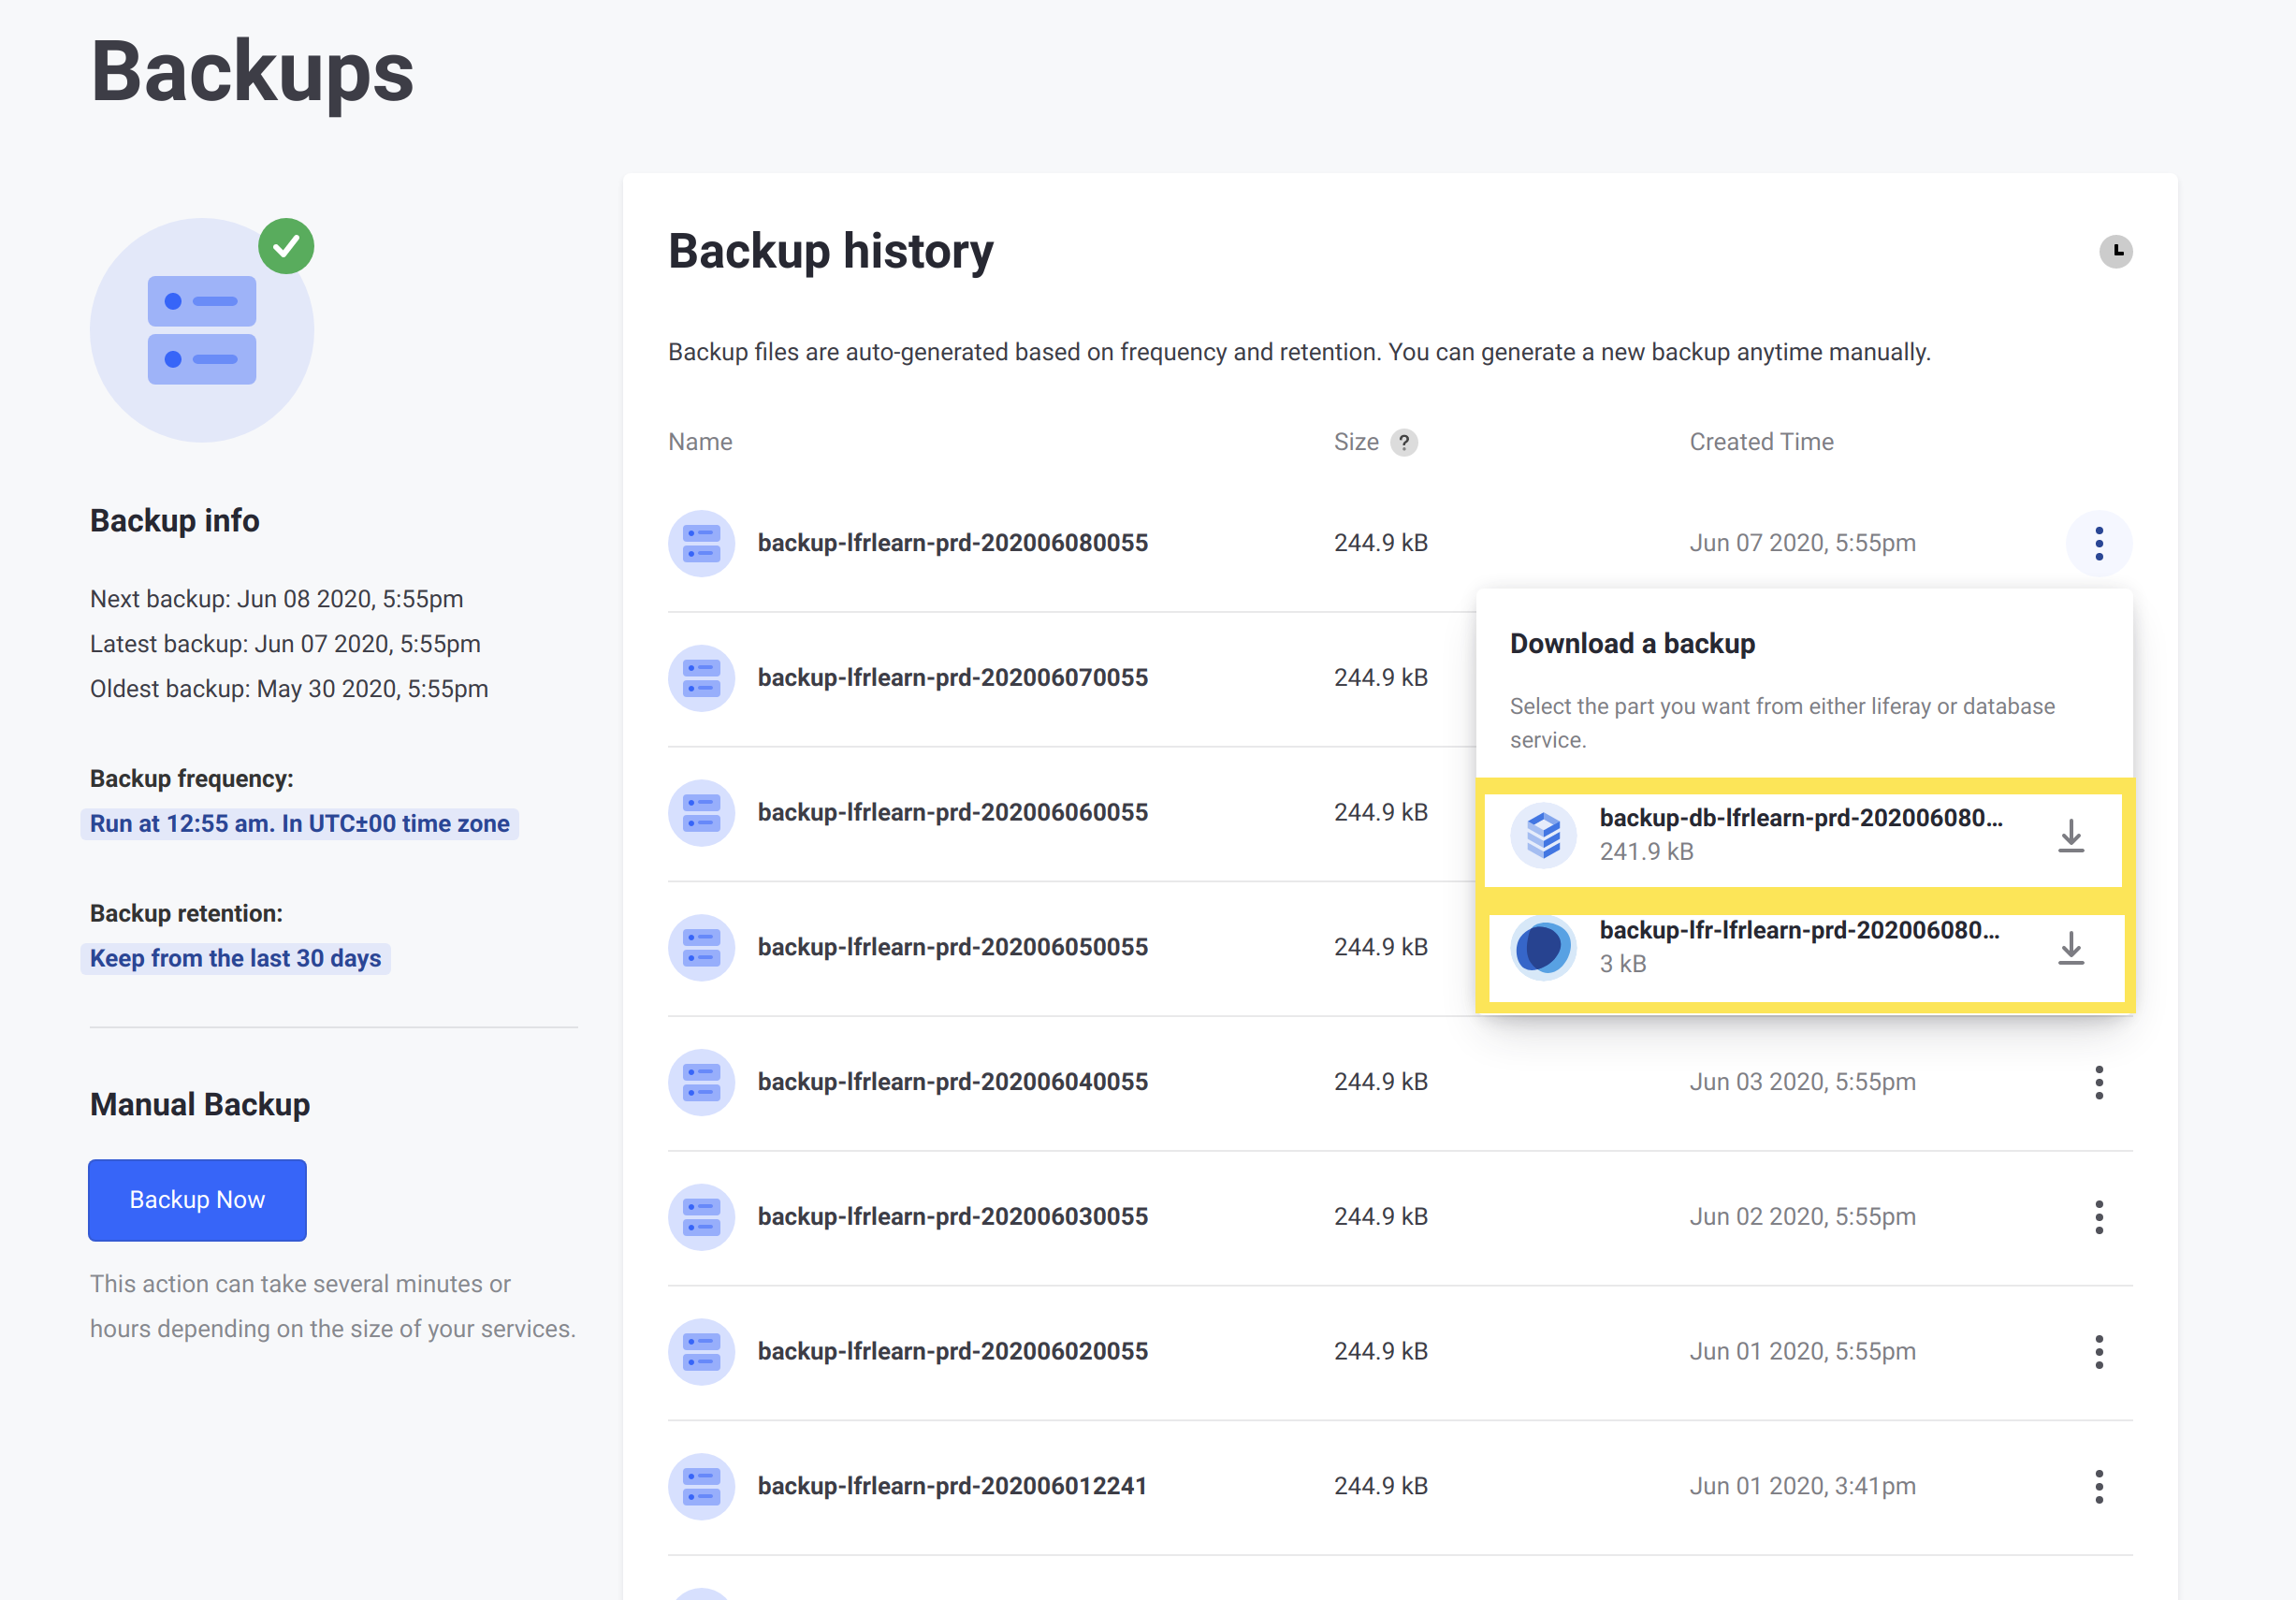 Backups
Backup info
Next backup: Jun 08 2020, 5:55pm
Latest backup: Jun 07 2020, 5:55pm
Oldest backup: May 30 2020, 5:55pm
Backup frequency:
Run at 12:55 am. In UTC±00 time zone
Backup retention:
Keep from the last 30 days
Manual Backup
Backup Now
This action can take several minutes or
hours depending on the size of your services.
Backup history
Backup files are auto-generated based on frequency and retention. You can generate a new backup anytime manually.
Name Size ? Created Time
backup-lfrlearn-prd-202006080055 244.9 kB Jun 07 2020, 5:55pm
backup-lfrlearn-prd-202006070055 244.9 kB
backup-lfrlearn-prd-202006060055 244.9 kB
backup-lfrlearn-prd-202006050055 244.9 kB
Download a backup
Select the part you want from either liferay or database
service.
backup-db-lfrlearn-prd-202006080...
241.9 kB
backup-lfr-lfrlearn-prd-202006080...
3 kB
backup-lfrlearn-prd-202006040055 244.9 kB Jun 03 2020, 5:55pm
backup-lfrlearn-prd-202006030055 244.9 kB Jun 02 2020, 5:55pm
backup-lfrlearn-prd-202006020055 244.9 kB Jun 01 2020, 5:55pm
backup-lfrlearn-prd-202006012241 244.9 kB Jun 01 2020, 3:41pm